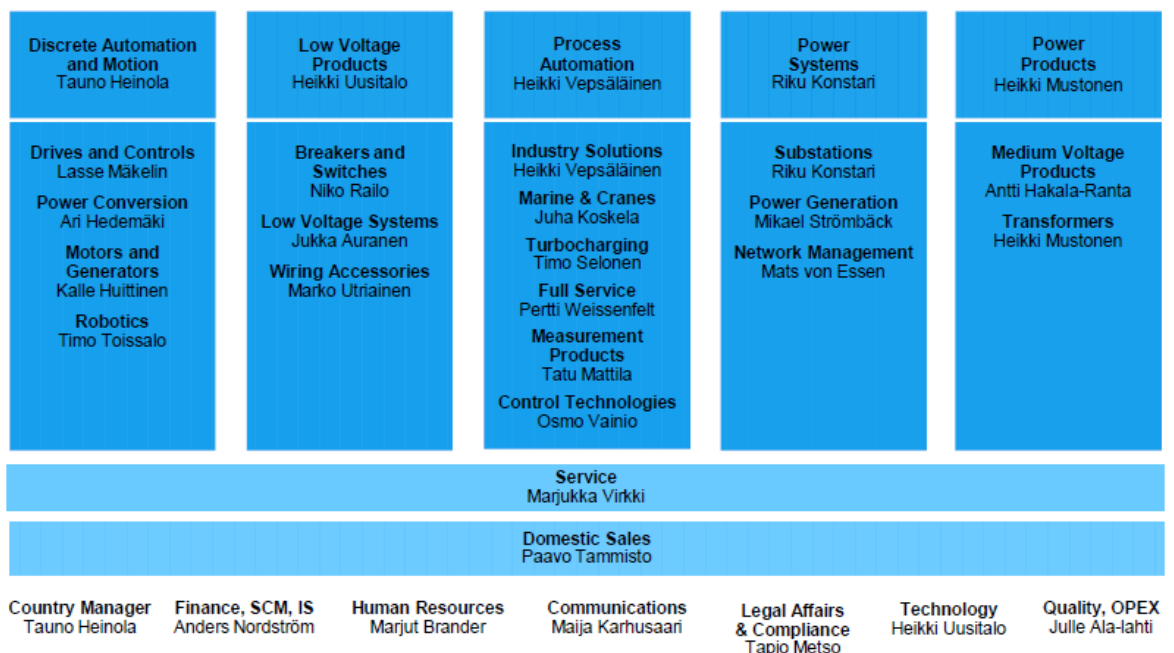 Discrete Automation
and Motion
Tauno Heinola
Low Voltage
Products
Heikki Uusitalo
Process
Automation
Heikki Vepsäläinen
Power
Systems
Riku Konstari
Power
Products
Heikki Mustonen
Drives and Controls
Lasse Mäkelin
Power Conversion
Ari Hedemäki
Motors and
Generators
Kalle Huittinen
Robotics
Timo Toissalo
Breakers and
Switches
Niko Railo
Low Voltage Systems
Jukka Auranen
Wiring Accessories
Marko Utriainen
Industry Solutions
Heikki Vepsäläinen
Marine & Cranes
Juha Koskela
Turbocharging
Timo Selonen
Full Service
Pertti Weissenfelt
Measurement
Products
Tatu Mattila
Control Technologies
Osmo Vainio
Substations
Riku Konstari
Power Generation
Mikael Strömbäck
Network Management
Mats von Essen
Medium Voltage
Products
Antti Hakala-Ranta
Transformers
Heikki Mustonen
Service
Marjukka Virkki
Domestic Sales
Paavo Tammisto
Country Manager
Tauno Heinola
Finance, SCM, IS
Anders Nordström
Human Resources
Marjut Brander
Communications
Maija Karhusaari
Legal Affairs
& Compliance
Tapio Metso
Technology
Heikki Uusitalo
Quality, OPEX
Julle Ala-lahti